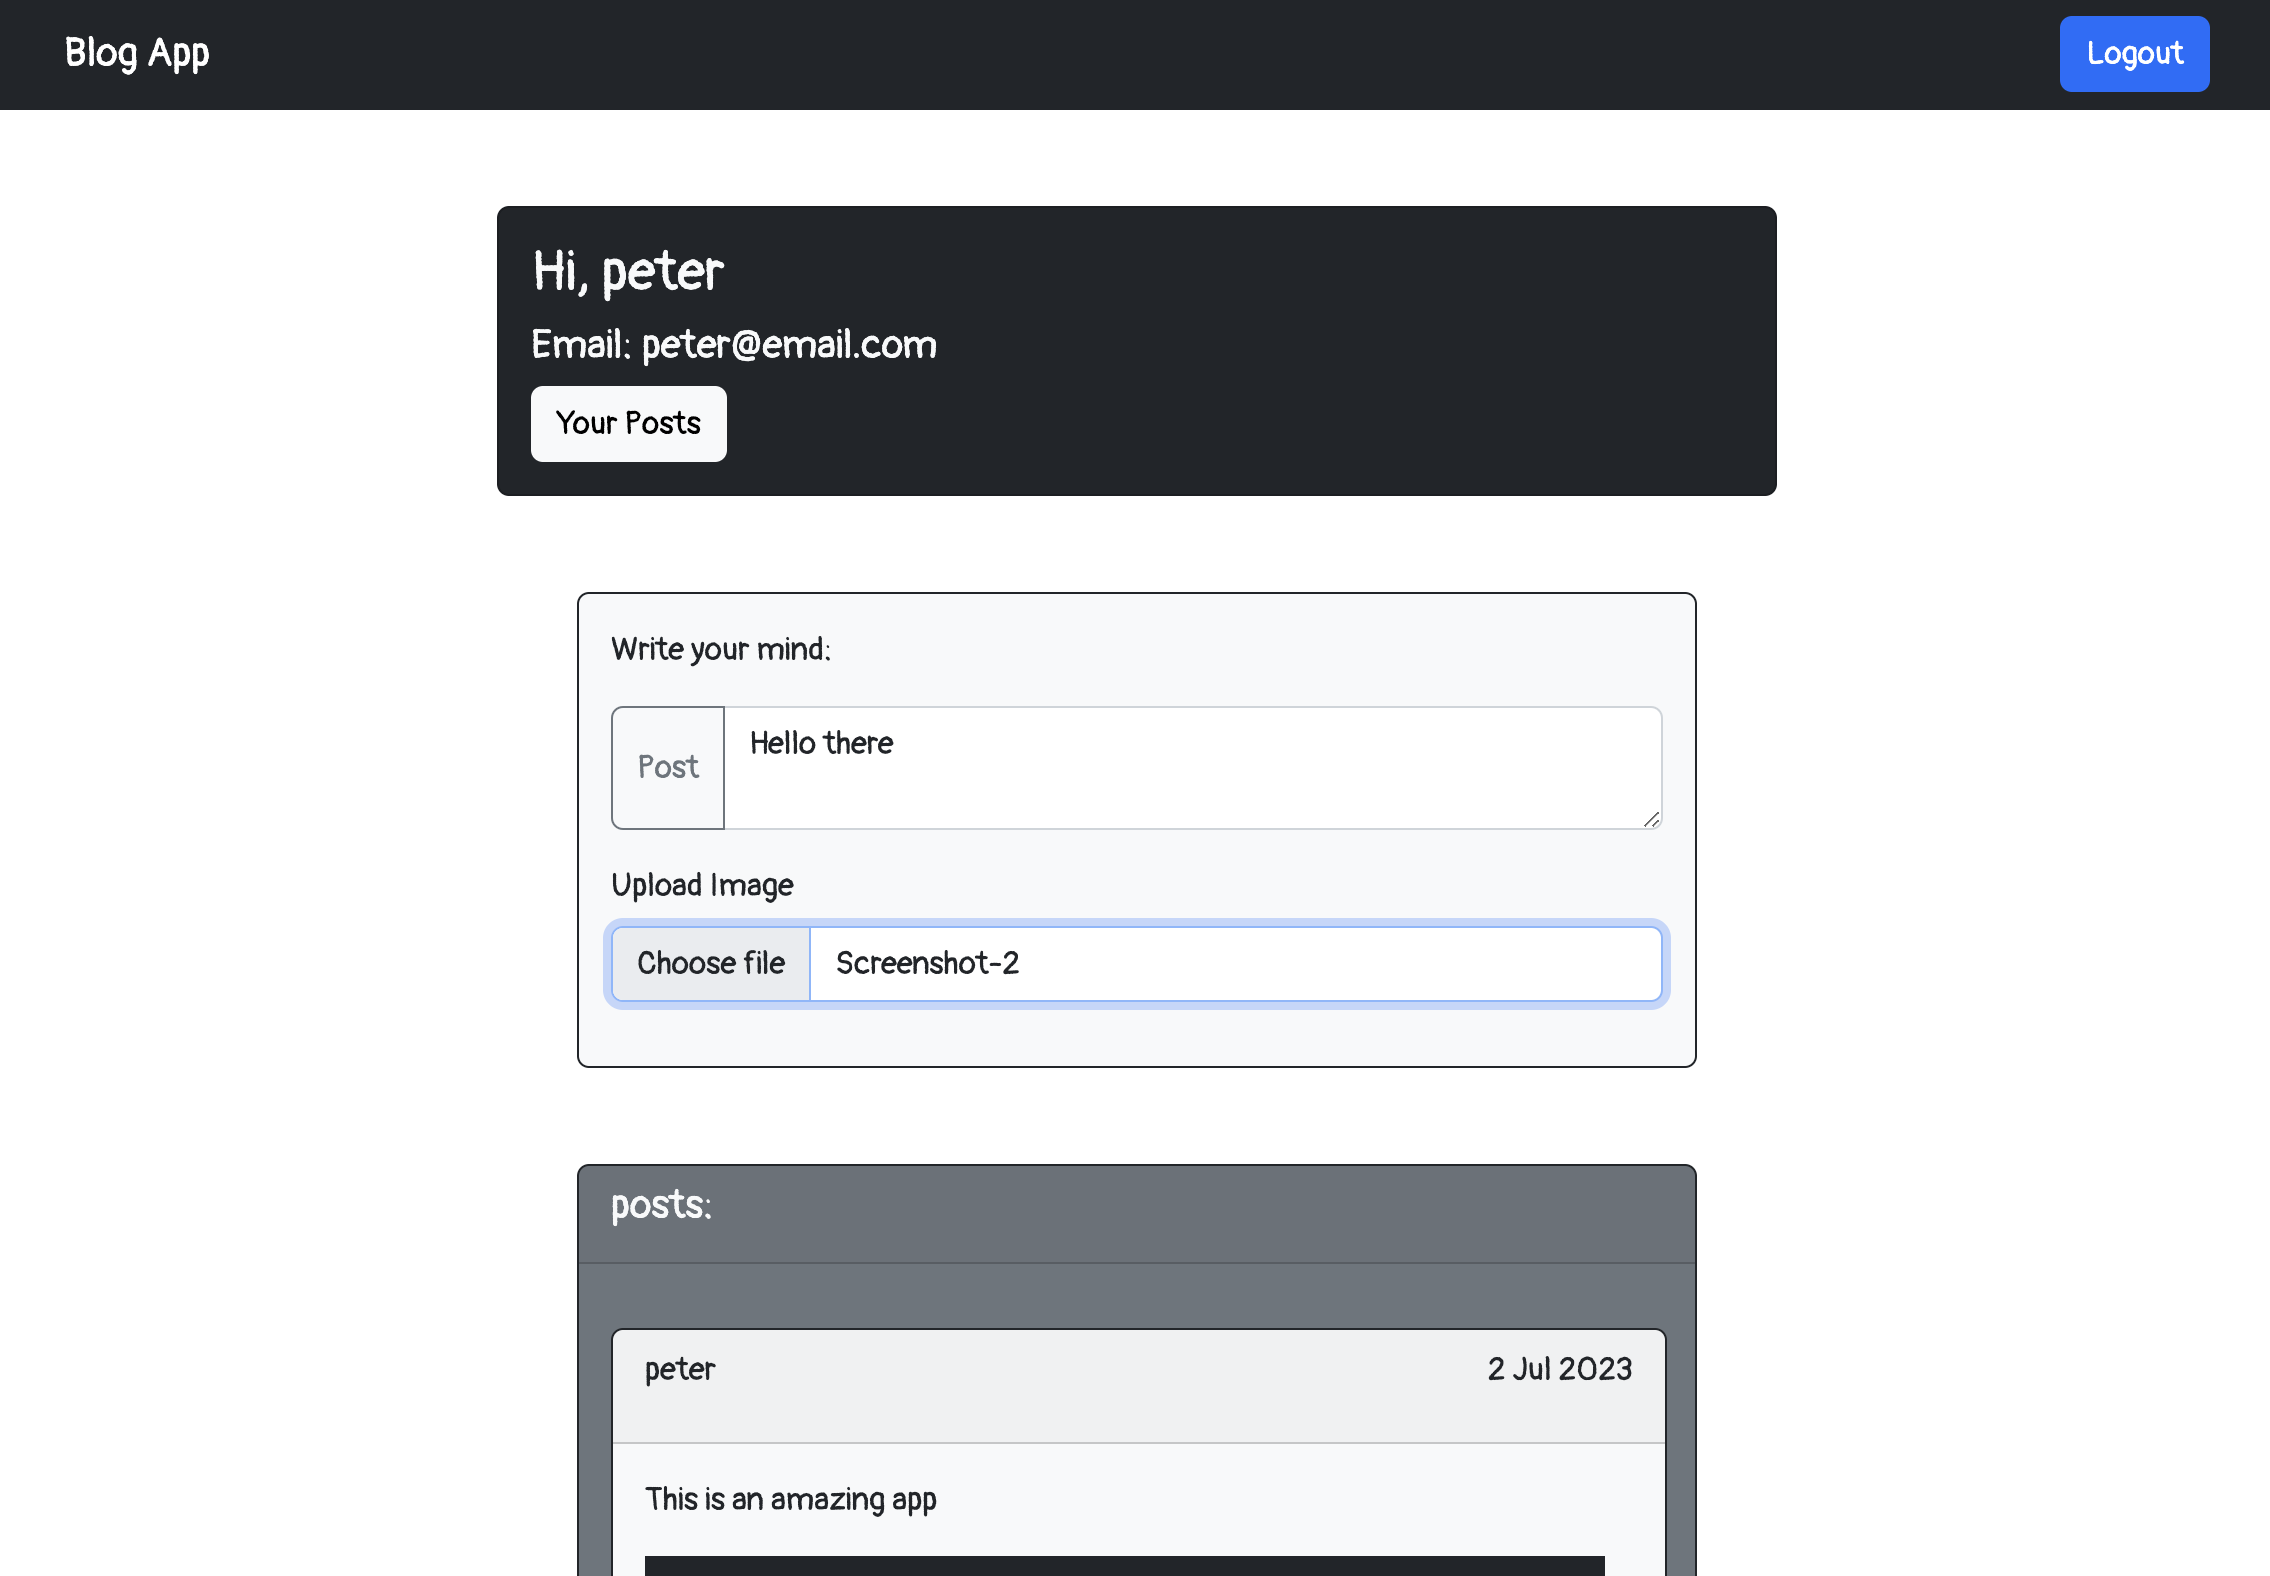 Blog App
Logout
Hi, peter
Email: peter@email.com
Your Posts
Write your mind:
Post
Hello there
Upload Image
Choose file
Screenshot-2
posts:
peter
2 Jul 2023
This is an amazing app